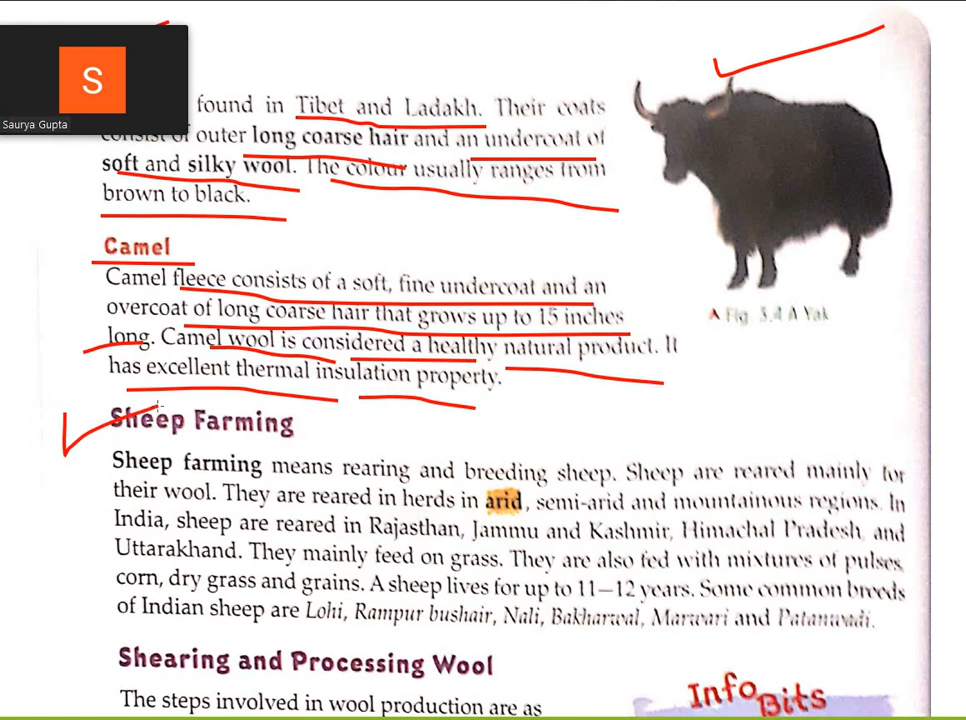 S
Saurya Gupta
found in Tibet and Ladakh. Their coats
consist of outer long coarse hair and an undercoat of
soft and silky wool. The colour usually ranges from
brown to black.
Fig. 3.4 A Yak
Camel
Camel fleece consists of a soft, fine undercoat and an
overcoat of long coarse hair that grows up to 15 inches
long. Camel wool is considered a healthy natural product. It
has excellent thermal insulation property.
Sheep Farming
Sheep farming means rearing and breeding sheep. Sheep are reared mainly for
their wool. They are reared in herds in arid, semi-arid and mountainous regions. In
India, sheep are reared in Rajasthan, Jammu and Kashmir, Himachal Pradesh, and
Uttarakhand. They mainly feed on grass. They are also fed with mixtures of pulses,
corn, dry grass and grains. A sheep lives for up to 11–12 years. Some common breeds
of Indian sheep are Lohi, Rampur bushair, Nali, Bakharwal, Marwari and Patanwadi.
Shearing and Processing Wool
The steps involved in wool production are as
Info Bits